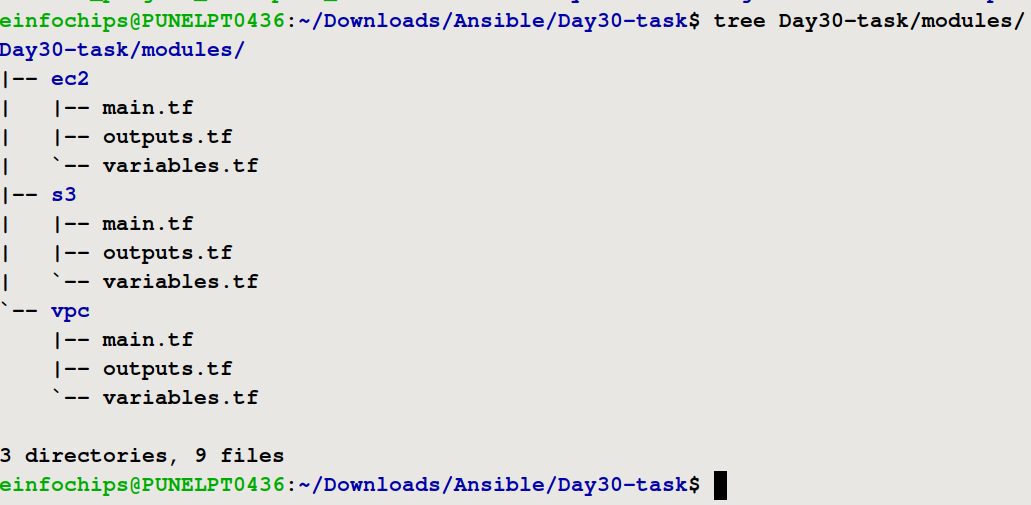 einfochips@PUNELPT0436:~/Downloads/Ansible/Day30-task$ tree Day30-task/modules/
Day30-task/modules/
|-- ec2
|   |-- main.tf
|   |-- outputs.tf
|   `-- variables.tf
|-- s3
|   |-- main.tf
|   |-- outputs.tf
|   `-- variables.tf
`-- vpc
    |-- main.tf
    |-- outputs.tf
    `-- variables.tf

3 directories, 9 files
einfochips@PUNELPT0436:~/Downloads/Ansible/Day30-task$